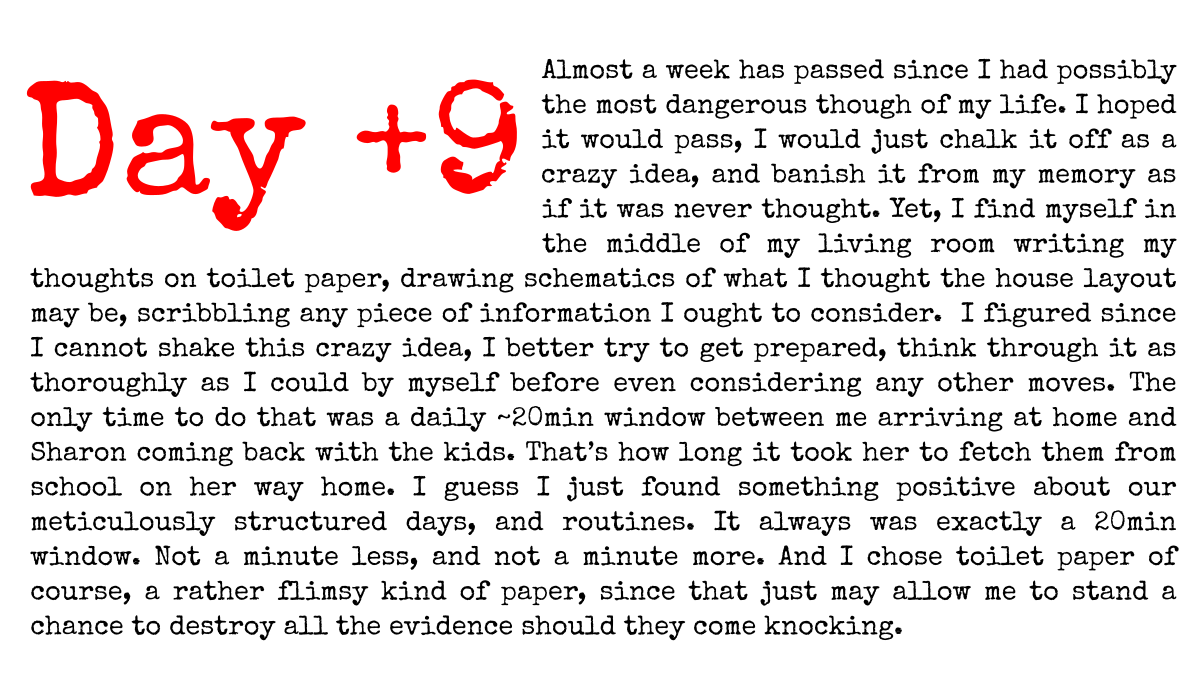 Day +9
Almost a week has passed since I had possibly
the most dangerous though of my life. I hoped
it would pass, I would just chalk it off as a
crazy idea, and banish it from my memory as
if it was never thought. Yet, I find myself in
the middle of my living room writing my
thoughts on toilet paper, drawing schematics of what I thought the house layout
may be, scribbling any piece of information I ought to consider.  I figured since
I cannot shake this crazy idea, I better try to get prepared, think through it as
thoroughly as I could by myself before even considering any other moves. The
only time to do that was a daily ~20min window between me arriving at home and
Sharon coming back with the kids. That's how long it took her to fetch them from
school on her way home. I guess I just found something positive about our
meticulously structured days, and routines. It always was exactly a 20min
window. Not a minute less, and not a minute more. And I chose toilet paper of
course, a rather flimsy kind of paper, since that just may allow me to stand a
chance to destroy all the evidence should they come knocking.